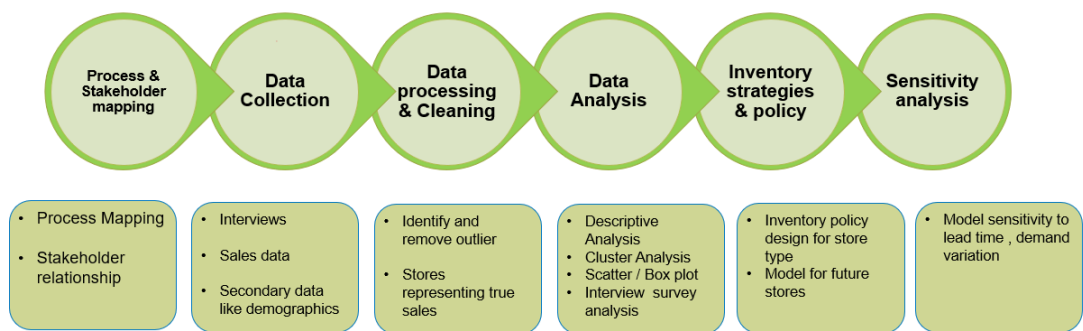 Process &
Stakeholder
mapping
Data
Collection
Data
processing
& Cleaning
Data
Analysis
Inventory
strategies
& policy
Sensitivity
analysis
• Process Mapping
• Stakeholder
relationship
• Interviews
• Sales data
• Secondary data
like demographics
• Identify and
remove outlier
• Stores
representing true
sales
• Descriptive
Analysis
• Cluster Analysis
• Scatter / Box plot
• Interview survey
analysis
• Inventory policy
design for store
type
• Model for future
stores
• Model sensitivity to
lead time , demand
variation